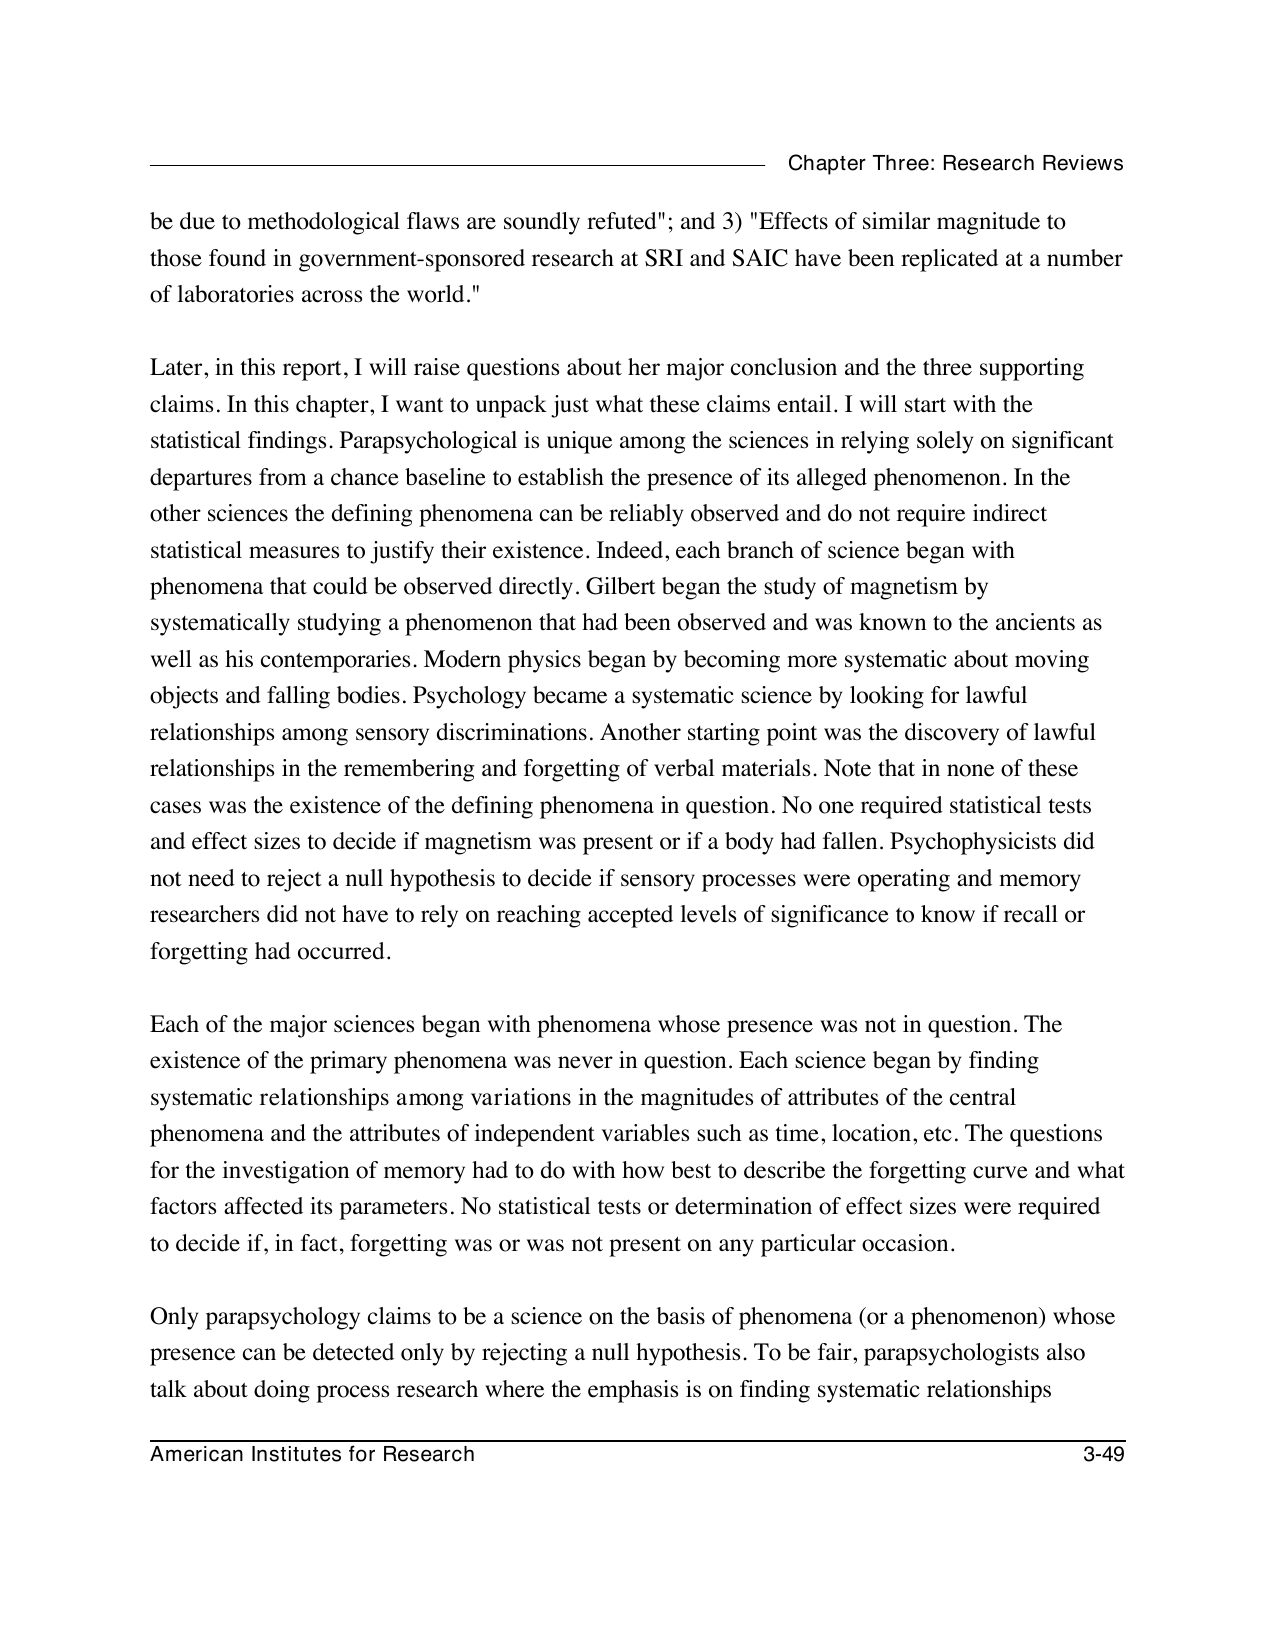 Chapter Three: Research Reviews
be due to methodological flaws are soundly refuted"; and 3) "Effects of similar magnitude to
those found in government-sponsored research at SRI and SAIC have been replicated at a number
of laboratories across the world."
Later, in this report, I will raise questions about her major conclusion and the three supporting
claims. In this chapter, I want to unpack just what these claims entail. I will start with the
statistical findings. Parapsychological is unique among the sciences in relying solely on significant
departures from a chance baseline to establish the presence of its alleged phenomenon. In the
other sciences the defining phenomena can be reliably observed and do not require indirect
statistical measures to justify their existence. Indeed, each branch of science began with
phenomena that could be observed directly. Gilbert began the study of magnetism by
systematically studying a phenomenon that had been observed and was known to the ancients as
well as his contemporaries. Modern physics began by becoming more systematic about moving
objects and falling bodies. Psychology became a systematic science by looking for lawful
relationships among sensory discriminations. Another starting point was the discovery of lawful
relationships in the remembering and forgetting of verbal materials. Note that in none of these
cases was the existence of the defining phenomena in question. No one required statistical tests
and effect sizes to decide if magnetism was present or if a body had fallen. Psychophysicists did
not need to reject a null hypothesis to decide if sensory processes were operating and memory
researchers did not have to rely on reaching accepted levels of significance to know if recall or
forgetting had occurred.
Each of the major sciences began with phenomena whose presence was not in question. The
existence of the primary phenomena was never in question. Each science began by finding
systematic relationships among variations in the magnitudes of attributes of the central
phenomena and the attributes of independent variables such as time, location, etc. The questions
for the investigation of memory had to do with how best to describe the forgetting curve and what
factors affected its parameters. No statistical tests or determination of effect sizes were required
to decide if, in fact, forgetting was or was not present on any particular occasion.
Only parapsychology claims to be a science on the basis of phenomena (or a phenomenon) whose
presence can be detected only by rejecting a null hypothesis. To be fair, parapsychologists also
talk about doing process research where the emphasis is on finding systematic relationships
American Institutes for Research 3-49